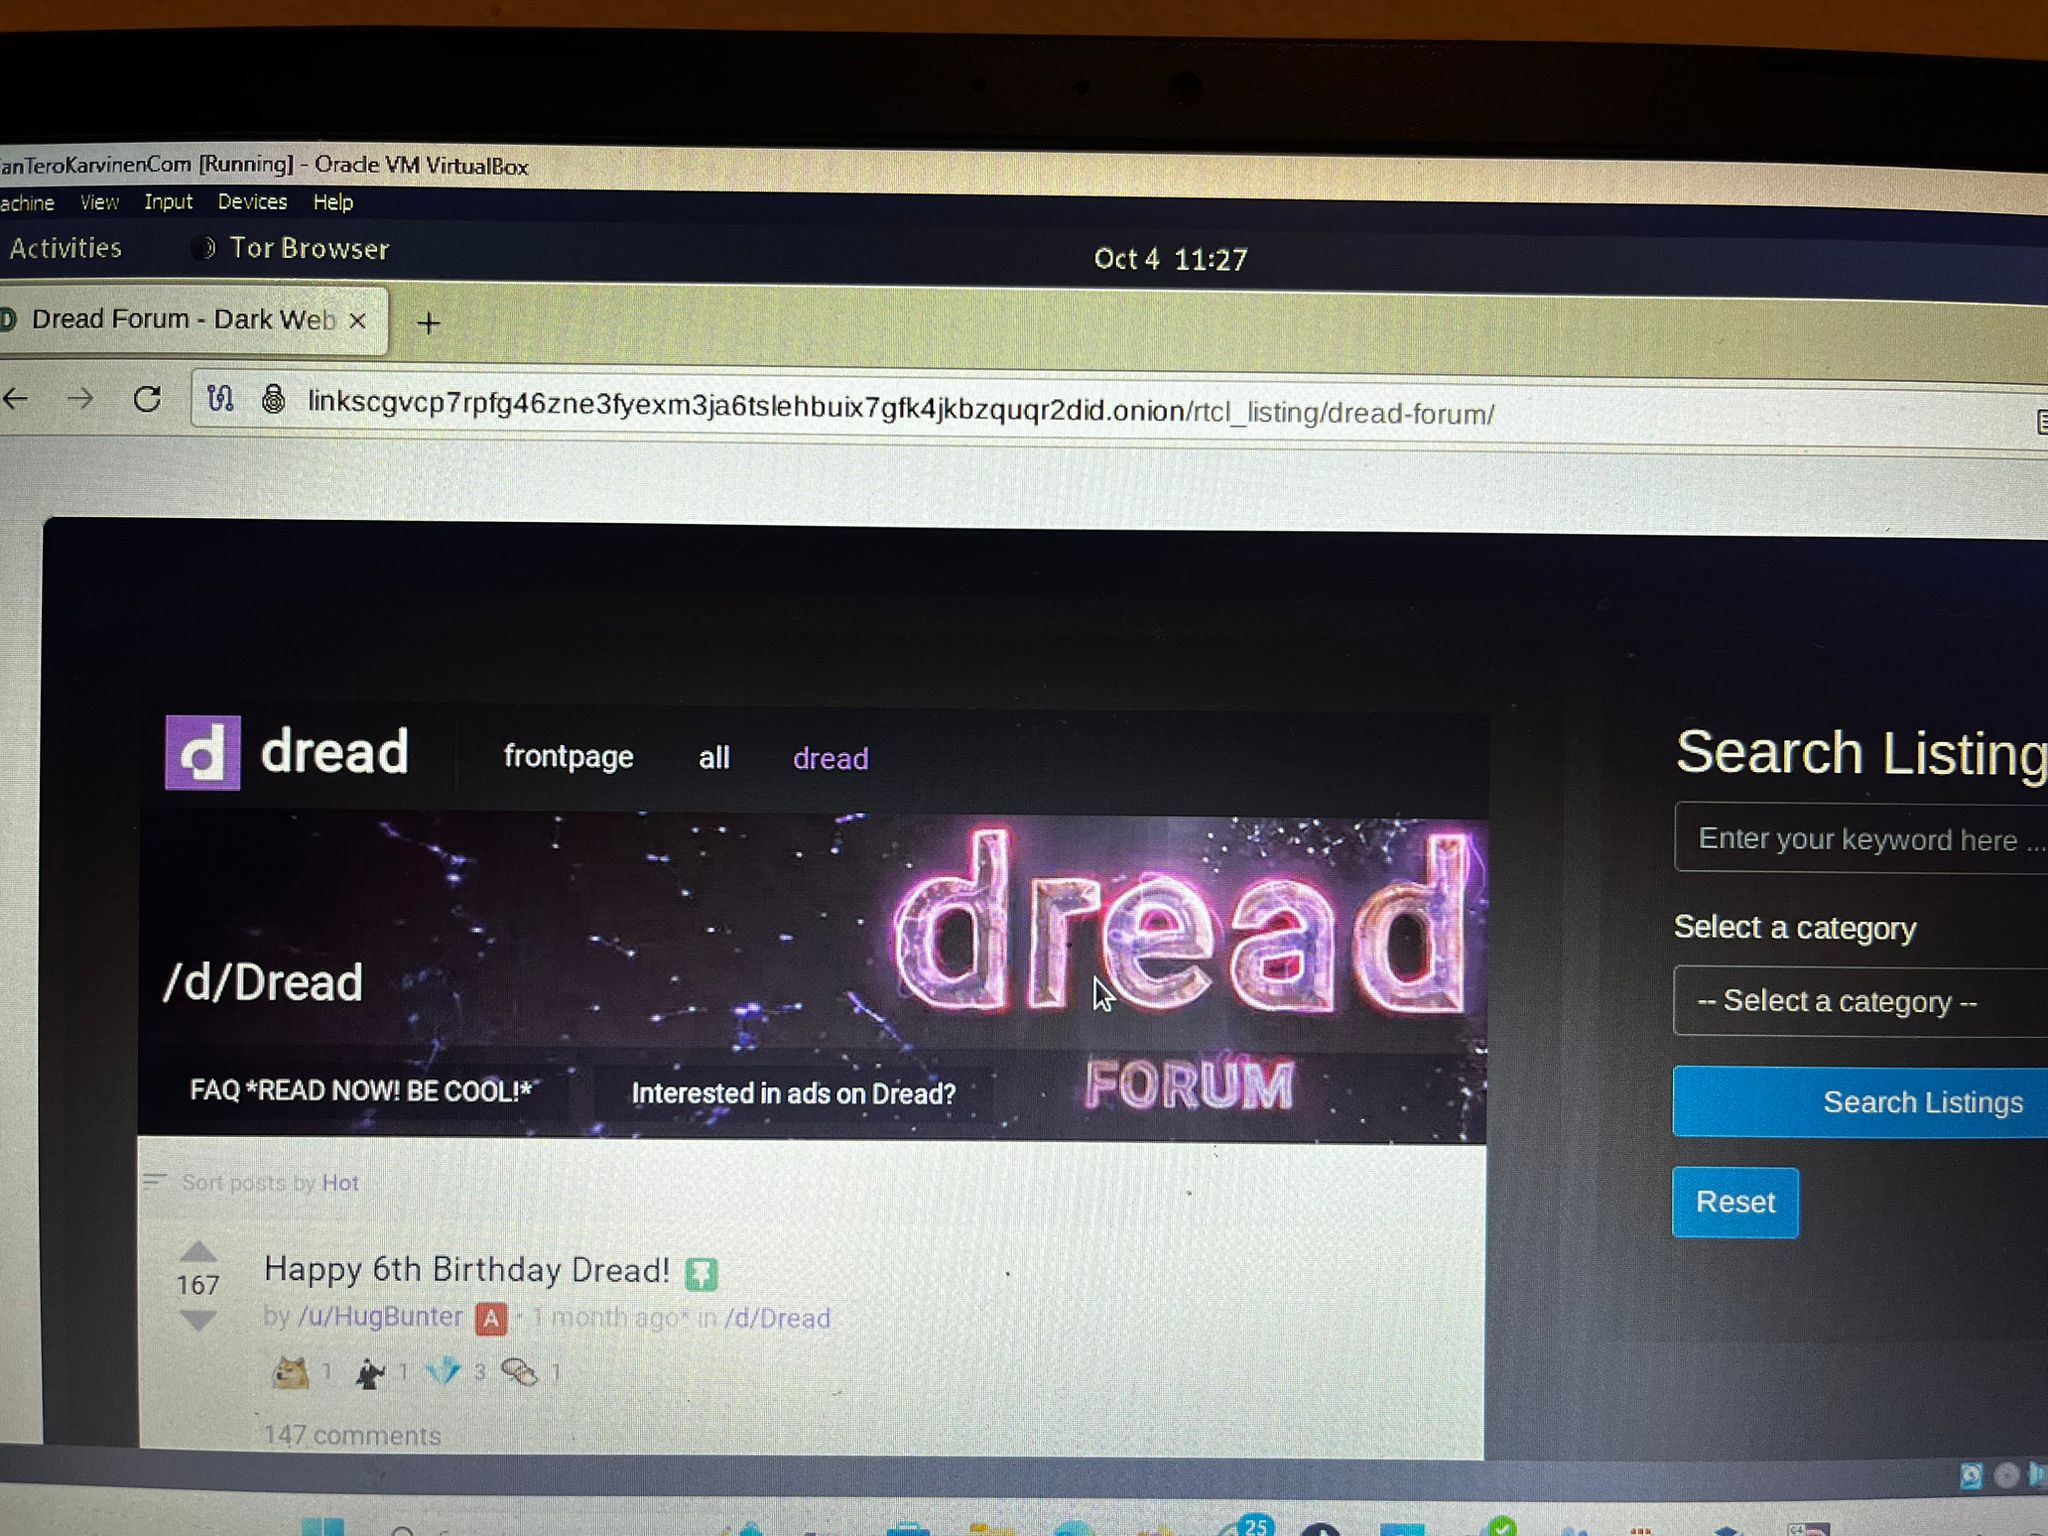 anTeroKarvinenCom [Running] - Oracle VM VirtualBox
achine View Input Devices Help
Activities Tor Browser Oct 4 11:27
Dread Forum - Dark Web × +
linkscgvcp7rpfg46zne3fyexm3ja6tslehbuix7gfk4jkbzquqr2did.onion/rtcl_listing/dread-forum/
d dread frontpage all dread
Search Listing
Enter your keyword here ...
dread
Select a category
/d/Dread
-- Select a category --
FAQ *READ NOW! BE COOL!* Interested in ads on Dread? FORUM
Search Listings
Sort posts by Hot
Reset
Happy 6th Birthday Dread!
167
by /u/HugBunter A · 1 month ago* in /d/Dread
1 1 3 1
147 comments
25